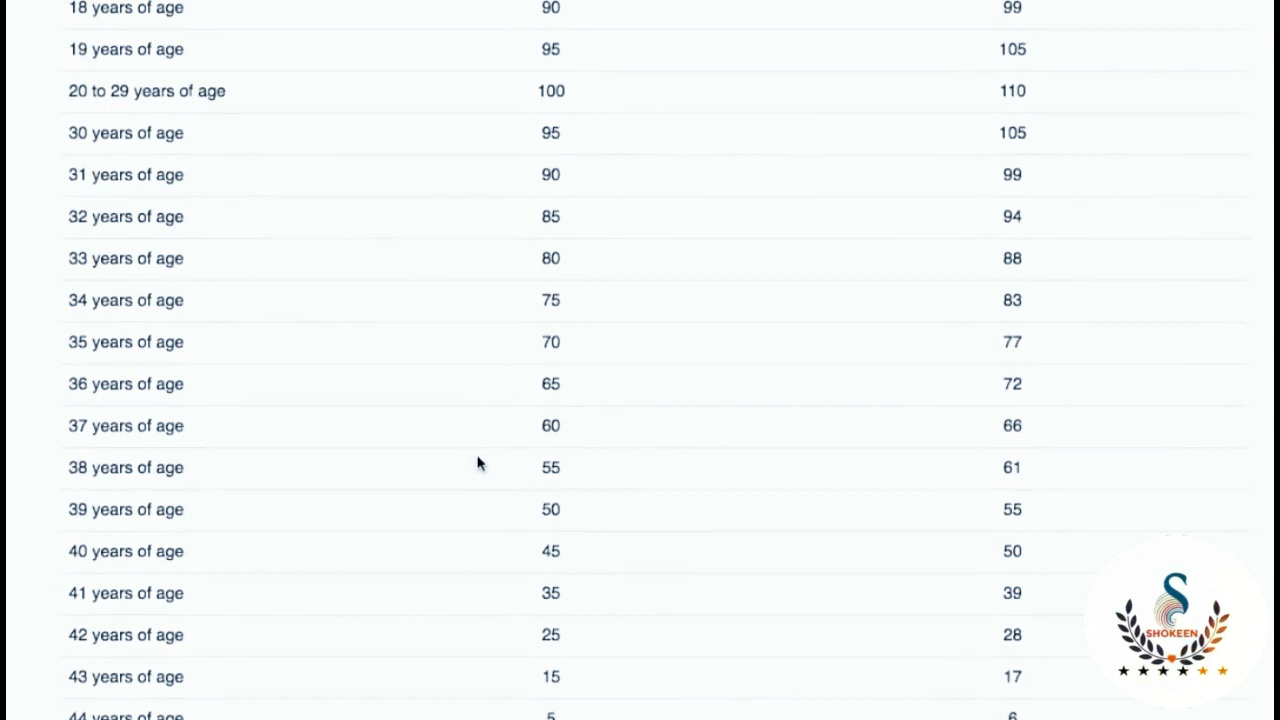 18 years of age 90 99
19 years of age 95 105
20 to 29 years of age 100 110
30 years of age 95 105
31 years of age 90 99
32 years of age 85 94
33 years of age 80 88
34 years of age 75 83
35 years of age 70 77
36 years of age 65 72
37 years of age 60 66
38 years of age 55 61
39 years of age 50 55
40 years of age 45 50
41 years of age 35 39
42 years of age 25 28
43 years of age 15 17
44 years of age 5 6
S
SHOKEEN